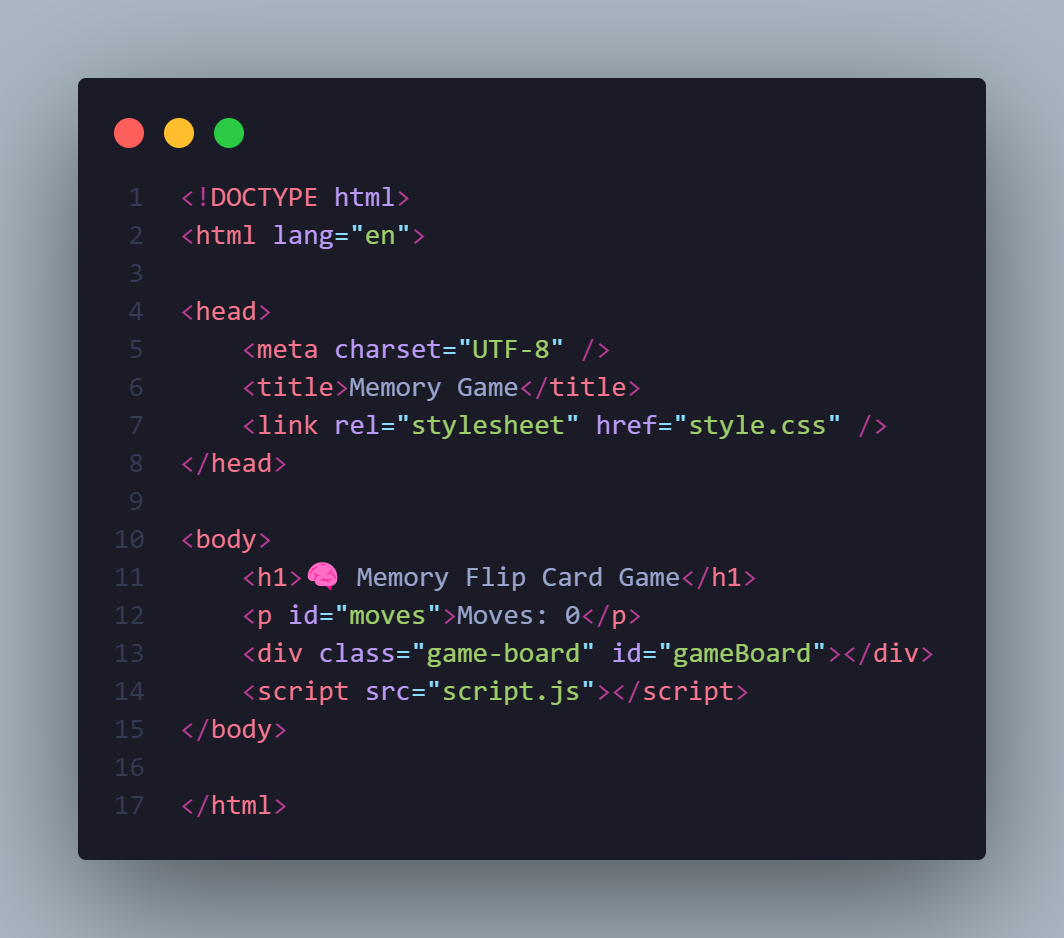 1 <!DOCTYPE html>
2 <html lang="en">
3
4 <head>
5     <meta charset="UTF-8" />
6     <title>Memory Game</title>
7     <link rel="stylesheet" href="style.css" />
8 </head>
9
10 <body>
11     <h1>🧠 Memory Flip Card Game</h1>
12     <p id="moves">Moves: 0</p>
13     <div class="game-board" id="gameBoard"></div>
14     <script src="script.js"></script>
15 </body>
16
17 </html>